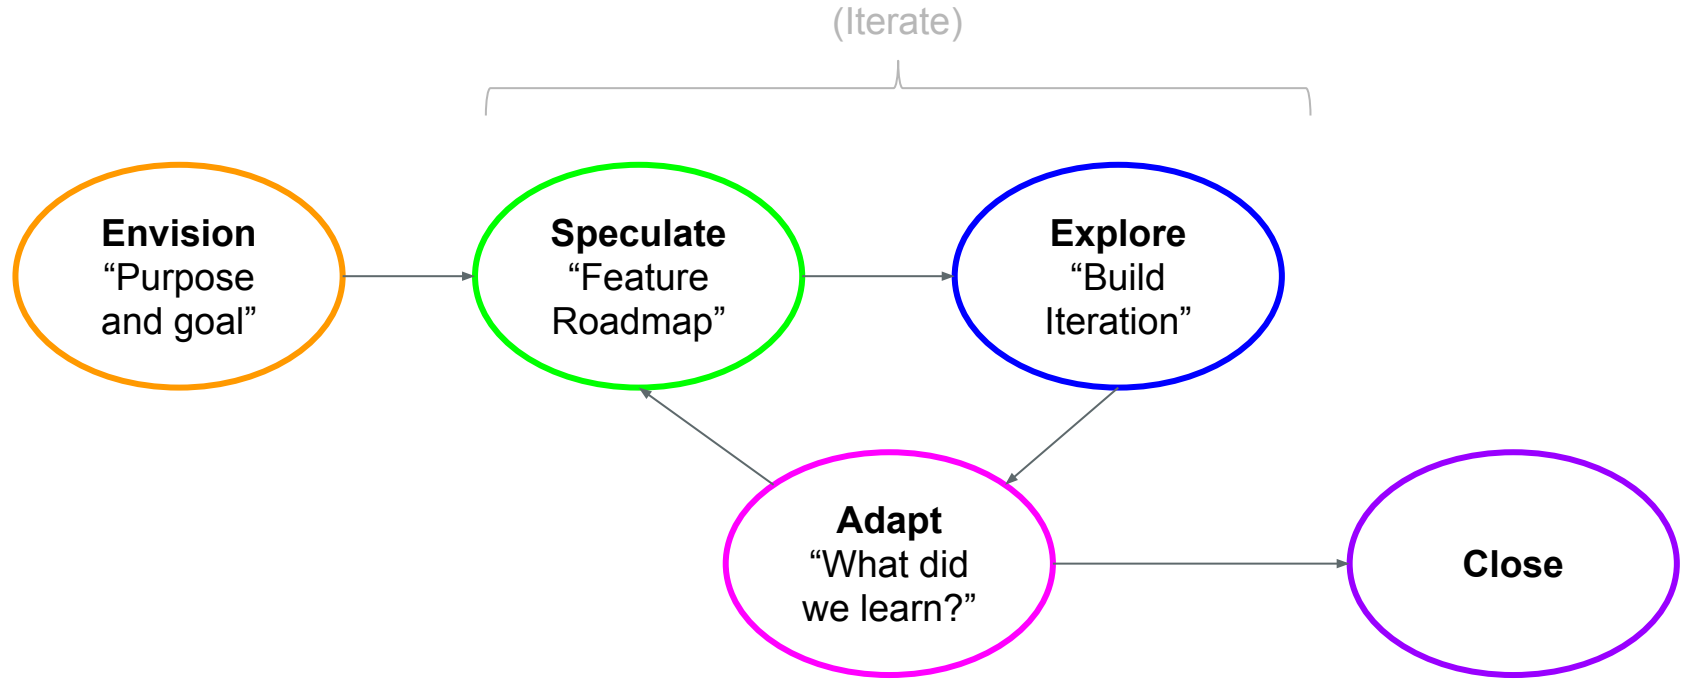 (Iterate)
Envision
“Purpose
and goal”
Speculate
“Feature
Roadmap”
Explore
“Build
Iteration”
Adapt
“What did
we learn?”
Close